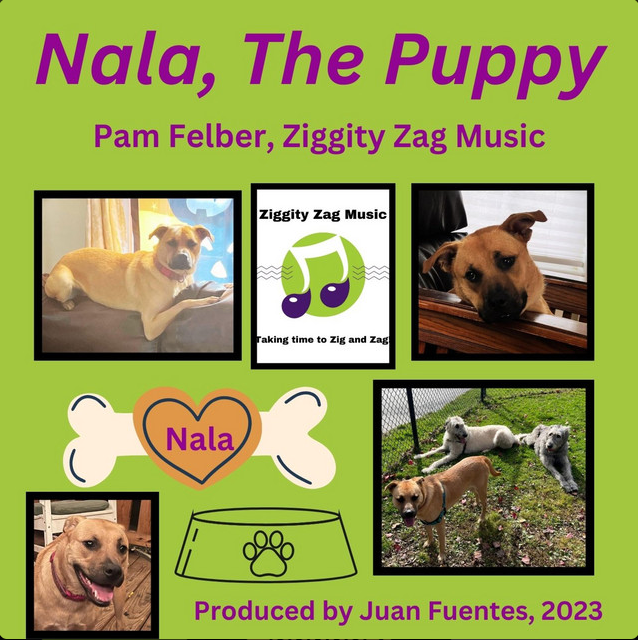 Nala, The Puppy
Pam Felber, Ziggity Zag Music
Ziggity Zag Music
Taking time to Zig and Zag
Nala
Produced by Juan Fuentes, 2023